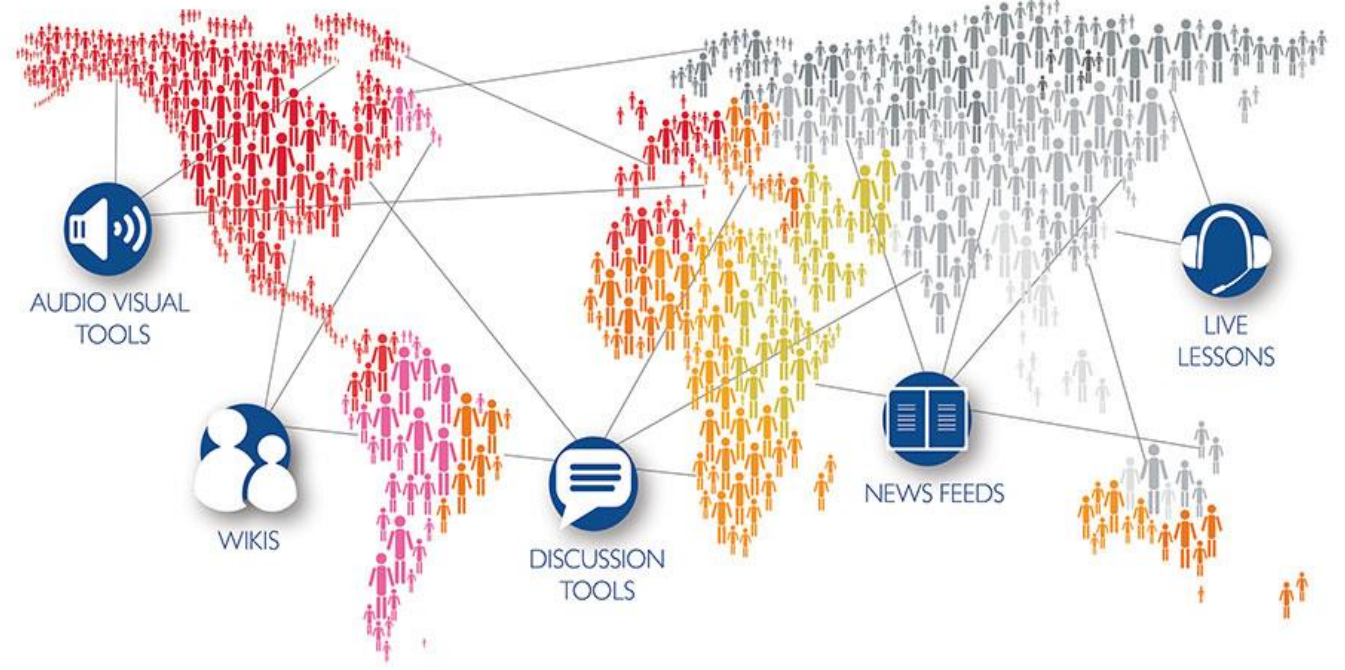 AUDIO VISUAL
TOOLS
WIKIS
DISCUSSION
TOOLS
NEWS FEEDS
LIVE
LESSONS